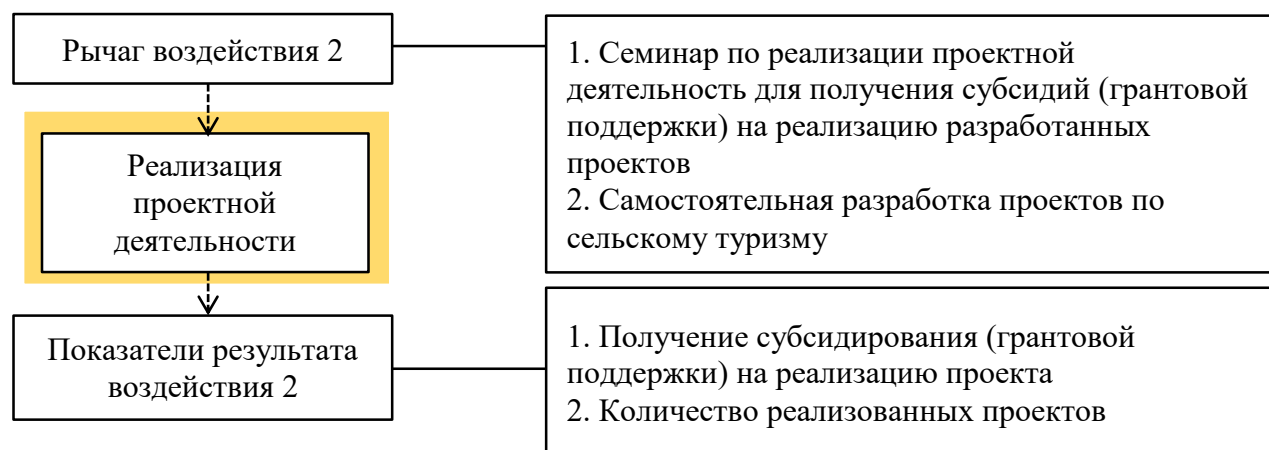 Рычаг воздействия 2
1. Семинар по реализации проектной
деятельность для получения субсидий (грантовой
поддержки) на реализацию разработанных
проектов
2. Самостоятельная разработка проектов по
сельскому туризму
Реализация
проектной
деятельности
Показатели результата
воздействия 2
1. Получение субсидирования (грантовой
поддержки) на реализацию проекта
2. Количество реализованных проектов